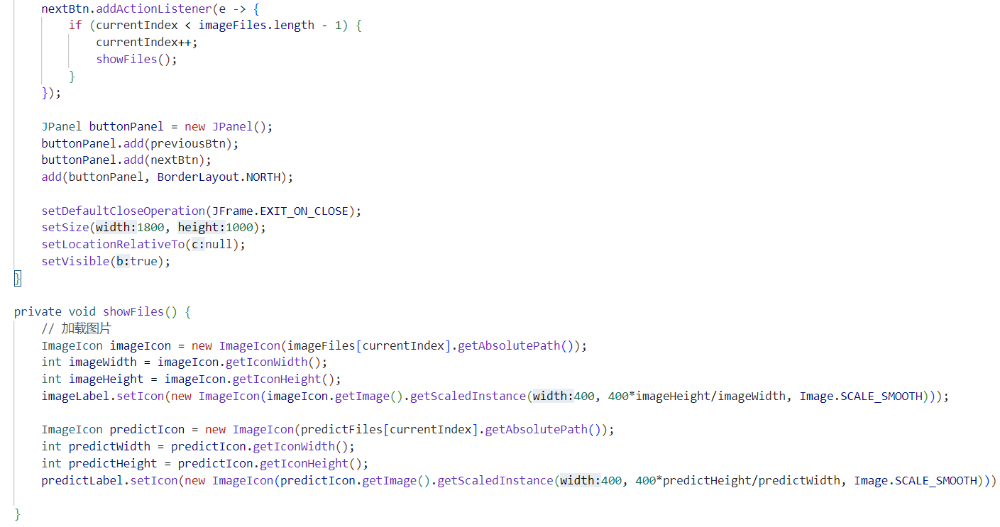 nextBtn.addActionListener(e -> {
if (currentIndex < imageFiles.length - 1) {
currentIndex++;
showFiles();
}
});
JPanel buttonPanel = new JPanel();
buttonPanel.add(previousBtn);
buttonPanel.add(nextBtn);
add(buttonPanel, BorderLayout.NORTH);
setDefaultCloseOperation(JFrame.EXIT_ON_CLOSE);
setSize(width:1800, height:1000);
setLocationRelativeTo(c:null);
setVisible(b:true);
}
private void showFiles() {
// 加载图片
ImageIcon imageIcon = new ImageIcon(imageFiles[currentIndex].getAbsolutePath());
int imageWidth = imageIcon.getIconWidth();
int imageHeight = imageIcon.getIconHeight();
imageLabel.setIcon(new ImageIcon(imageIcon.getImage().getScaledInstance(width:400, 400*imageHeight/imageWidth, Image.SCALE_SMOOTH)));
ImageIcon predictIcon = new ImageIcon(predictFiles[currentIndex].getAbsolutePath());
int predictWidth = predictIcon.getIconWidth();
int predictHeight = predictIcon.getIconHeight();
predictLabel.setIcon(new ImageIcon(predictIcon.getImage().getScaledInstance(width:400, 400*predictHeight/predictWidth, Image.SCALE_SMOOTH)))
}